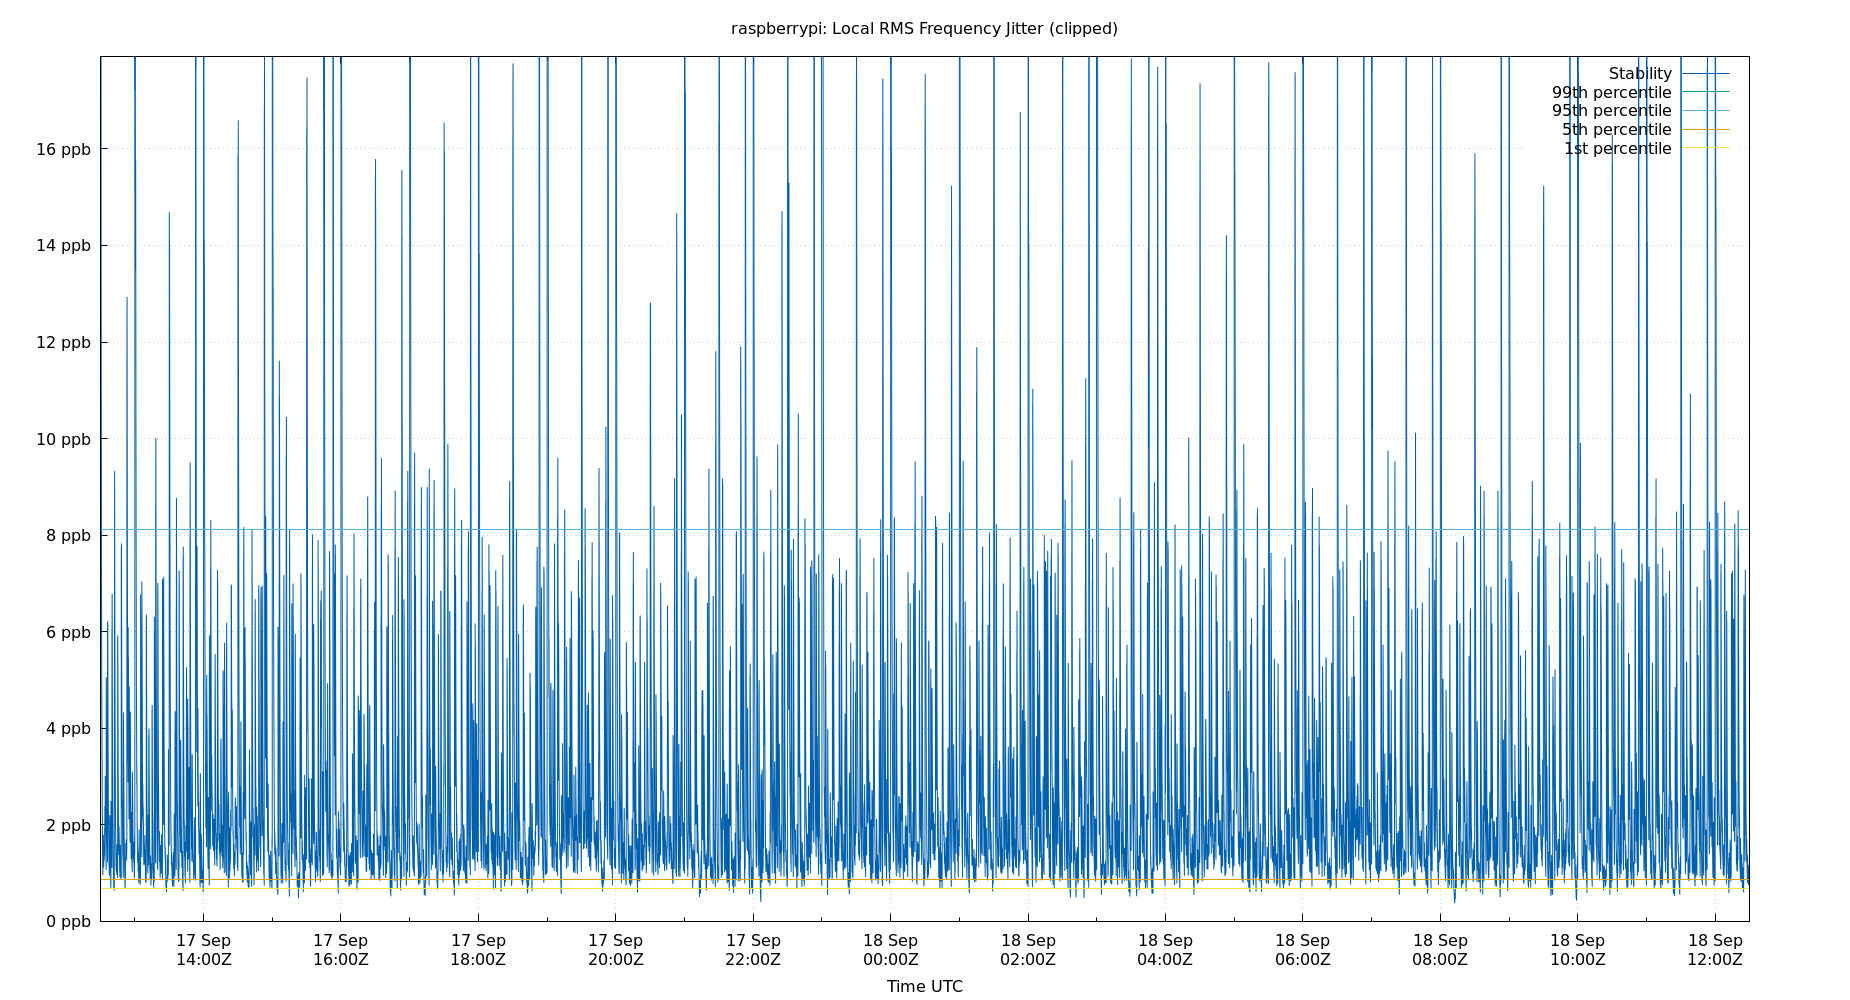 raspberrypi: Local RMS Frequency Jitter (clipped)
Stability
99th percentile
95th percentile
5th percentile
1st percentile
16 ppb
14 ppb
12 ppb
10 ppb
8 ppb
6 ppb
4 ppb
2 ppb
0 ppb
17 Sep 17 Sep 17 Sep 17 Sep 17 Sep 18 Sep 18 Sep 18 Sep 18 Sep 18 Sep 18 Sep 18 Sep
14:00Z 16:00Z 18:00Z 20:00Z 22:00Z 00:00Z 02:00Z 04:00Z 06:00Z 08:00Z 10:00Z 12:00Z
Time UTC